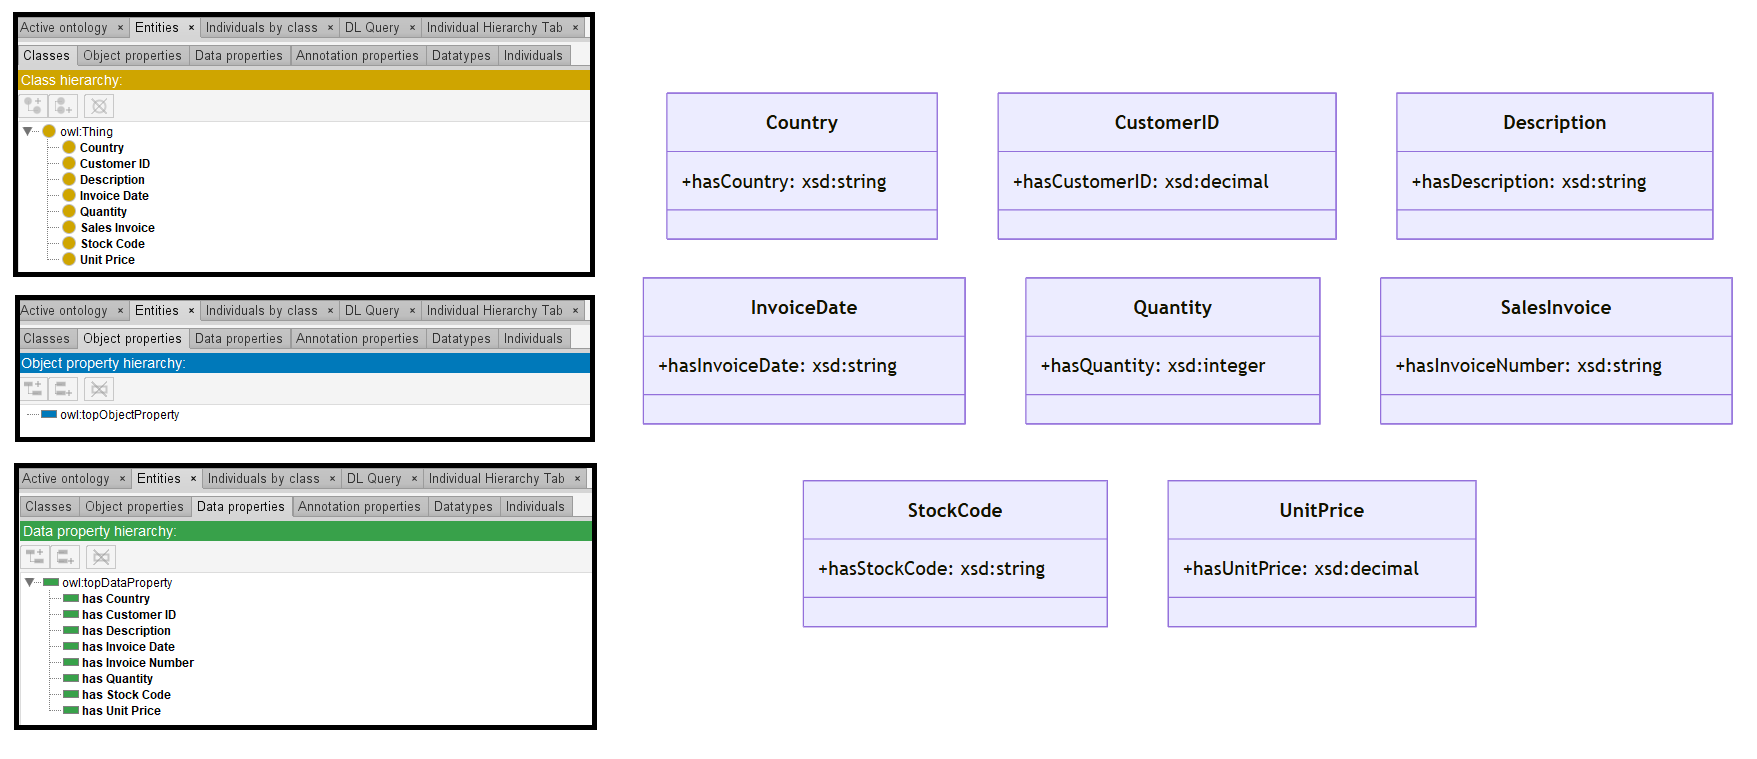 Active ontology × Entities × Individuals by class × DL Query × Individual Hierarchy Tab ×
Classes Object properties Data properties Annotation properties Datatypes Individuals
Class hierarchy:
owl:Thing
Country
Customer ID
Description
Invoice Date
Quantity
Sales Invoice
Stock Code
Unit Price
Active ontology × Entities × Individuals by class × DL Query × Individual Hierarchy Tab ×
Classes Object properties Data properties Annotation properties Datatypes Individuals
Object property hierarchy:
owl:topObjectProperty
Active ontology × Entities × Individuals by class × DL Query × Individual Hierarchy Tab ×
Classes Object properties Data properties Annotation properties Datatypes Individuals
Data property hierarchy:
owl:topDataProperty
has Country
has Customer ID
has Description
has Invoice Date
has Invoice Number
has Quantity
has Stock Code
has Unit Price
Country
+hasCountry: xsd:string
CustomerID
+hasCustomerID: xsd:decimal
Description
+hasDescription: xsd:string
InvoiceDate
+hasInvoiceDate: xsd:string
Quantity
+hasQuantity: xsd:integer
SalesInvoice
+hasInvoiceNumber: xsd:string
StockCode
+hasStockCode: xsd:string
UnitPrice
+hasUnitPrice: xsd:decimal